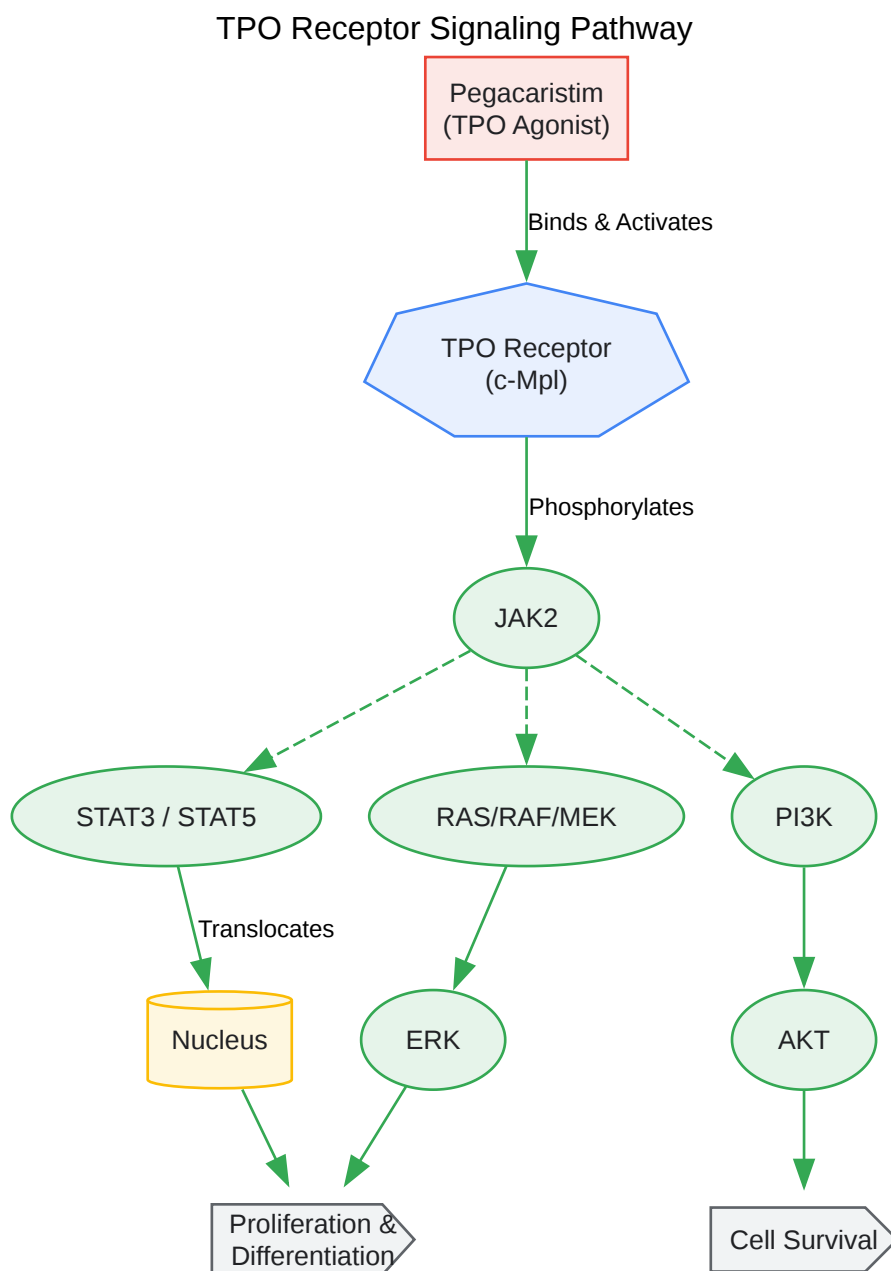 TPO Receptor Signaling Pathway
Pegacaristim
(TPO Agonist)
Binds & Activates
TPO Receptor
(c-Mpl)
Phosphorylates
JAK2
STAT3 / STAT5
RAS/RAF/MEK
PI3K
Translocates
Nucleus
ERK
AKT
Proliferation &
Differentiation
Cell Survival